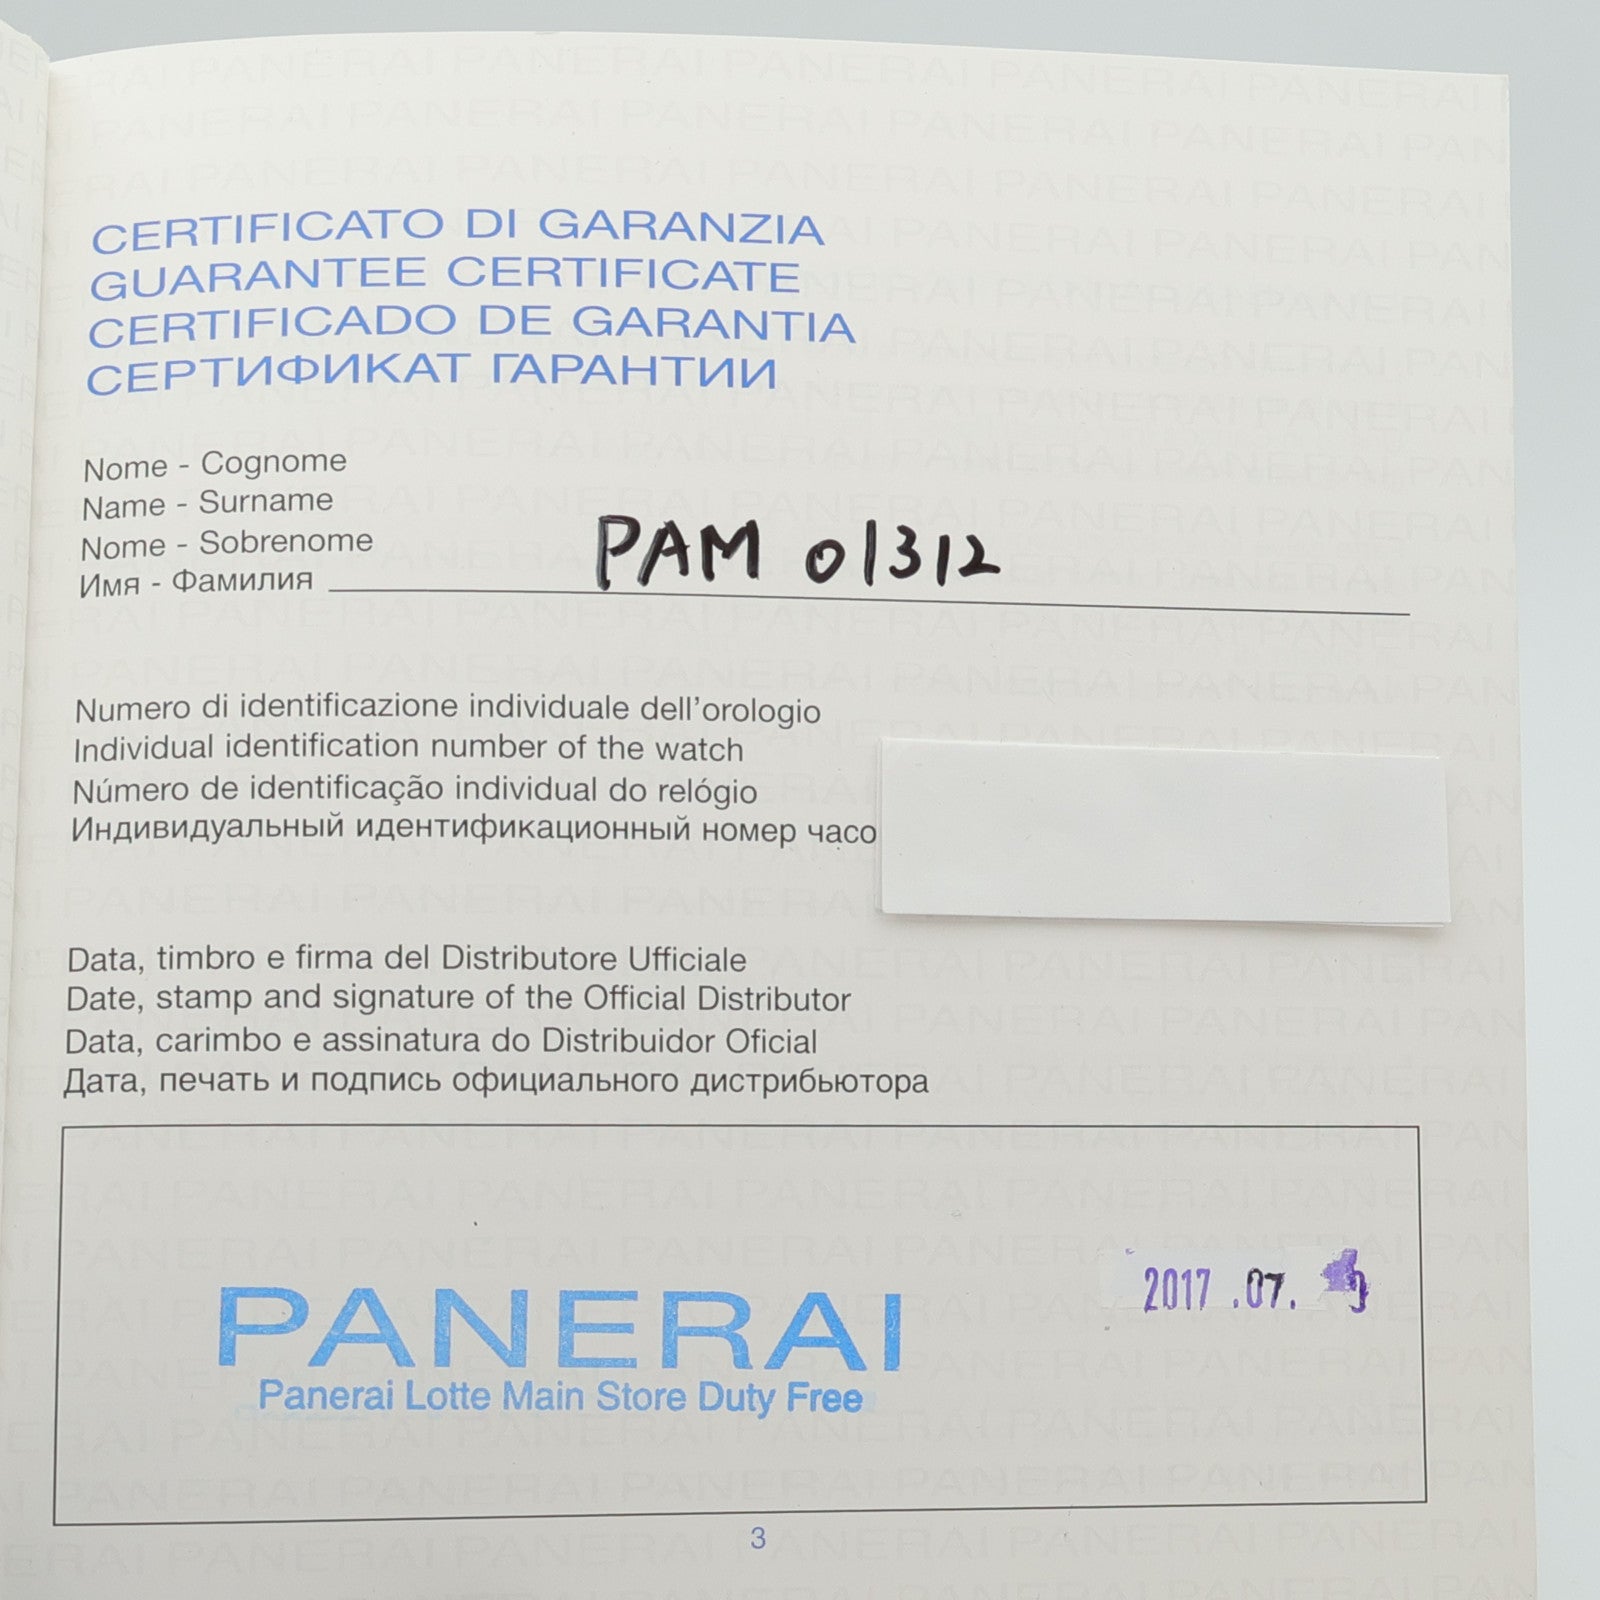 CERTIFICATO DI GARANZIA
GUARANTEE CERTIFICATE
CERTIFICADO DE GARANTIA
СЕРТИФИКАТ ГАРАНТИИ
Nome - Cognome
Name - Surname
Nome - Sobrenome
Имя - Фамилия PAM 01312
Numero di identificazione individuale dell'orologio
Individual identification number of the watch
Número de identificação individual do relógio
Индивидуальный идентификационный номер часо
Data, timbro e firma del Distributore Ufficiale
Date, stamp and signature of the Official Distributor
Data, carimbo e assinatura do Distribuidor Oficial
Дата, печать и подпись официального дистрибьютора
2017 .07.
PANERAI
Panerai Lotte Main Store Duty Free
3